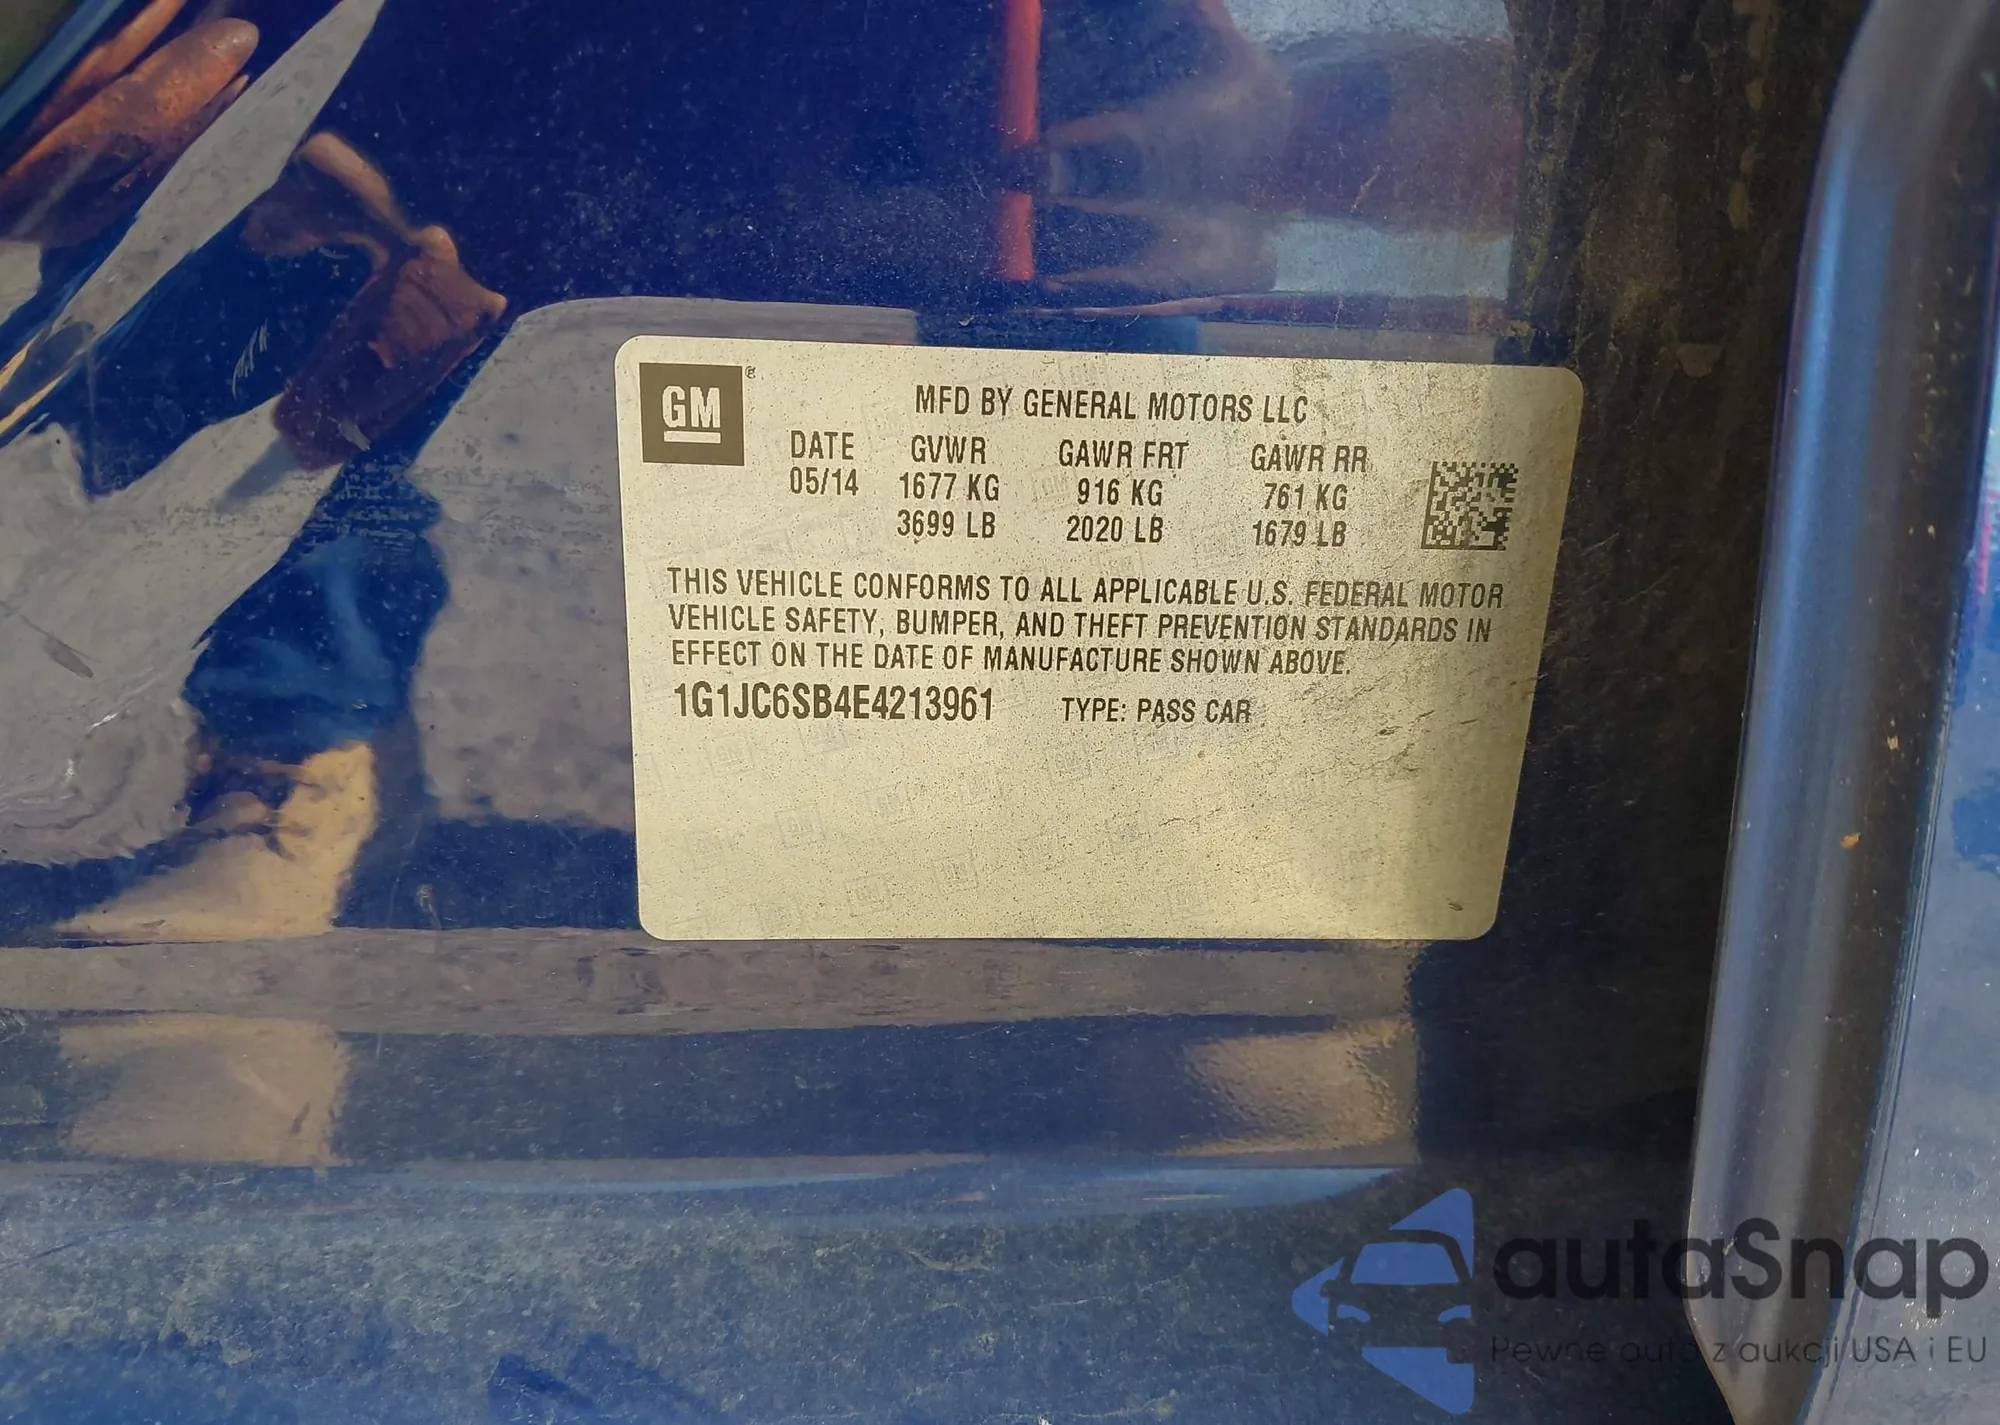 GM ®
MFD BY GENERAL MOTORS LLC
DATE GVWR GAWR FRT GAWR RR
05/14 1677 KG 916 KG 761 KG
3699 LB 2020 LB 1679 LB
THIS VEHICLE CONFORMS TO ALL APPLICABLE U.S. FEDERAL MOTOR
VEHICLE SAFETY, BUMPER, AND THEFT PREVENTION STANDARDS IN
EFFECT ON THE DATE OF MANUFACTURE SHOWN ABOVE.
1G1JC6SB4E4213961 TYPE: PASS CAR
autaSnap
Pewne auta z aukcji USA i EU